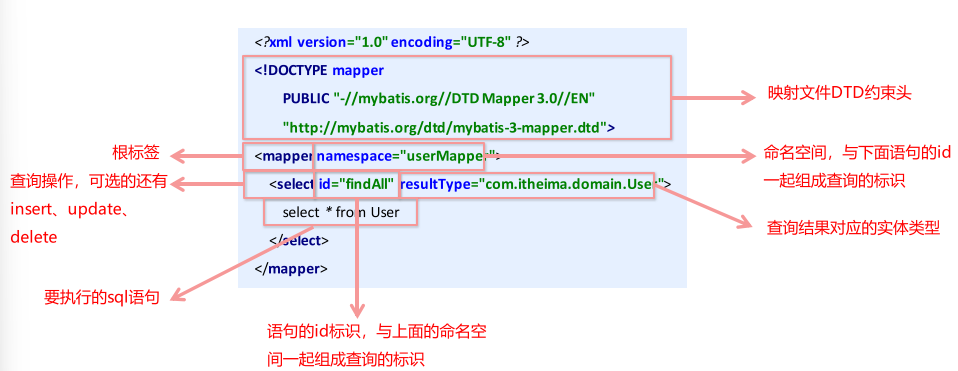 <?xml version="1.0" encoding="UTF-8" ?>
<!DOCTYPE mapper
PUBLIC "-//mybatis.org//DTD Mapper 3.0//EN"
"http://mybatis.org/dtd/mybatis-3-mapper.dtd">
<mapper namespace="userMapper">
<select id="findAll" resultType="com.itheima.domain.User">
select * from User
</select>
</mapper>
映射文件DTD约束头
根标签
查询操作，可选的还有
insert、update、
delete
命名空间，与下面语句的id
一起组成查询的标识
查询结果对应的实体类型
要执行的sql语句
语句的id标识，与上面的命名空
间一起组成查询的标识